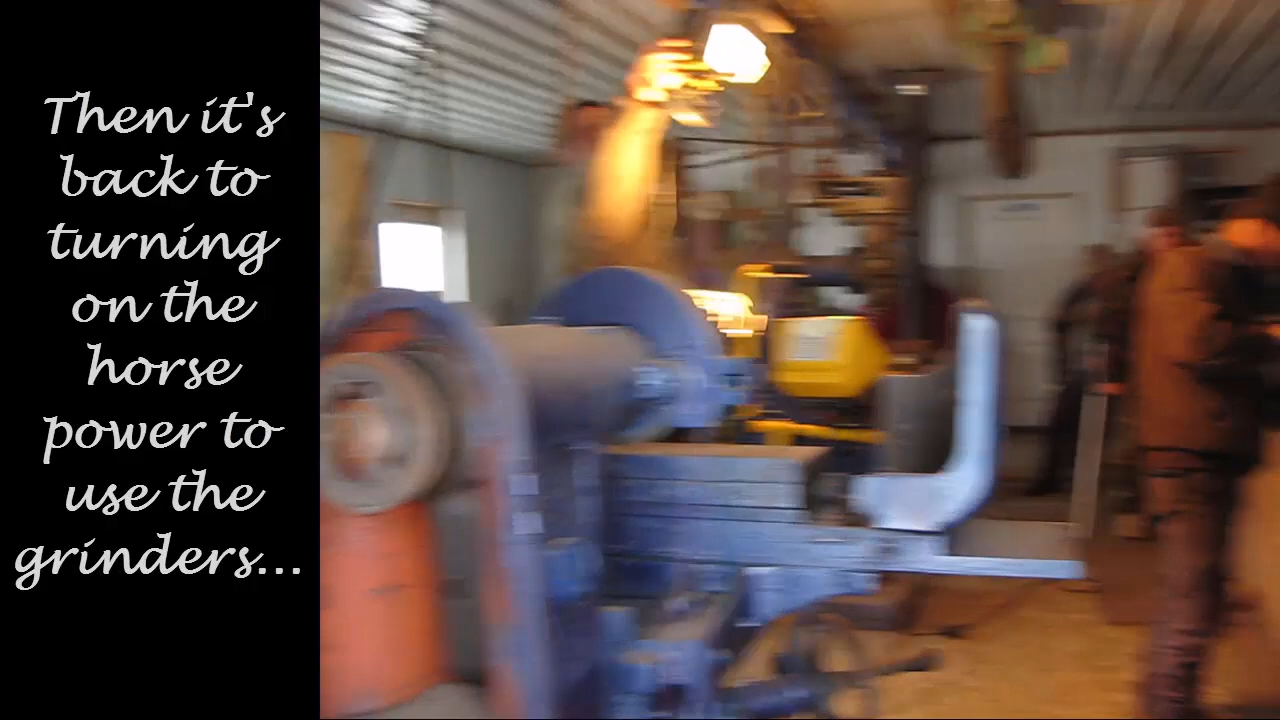 Then it's
back to
turning
on the
horse
power to
use the
grinders...